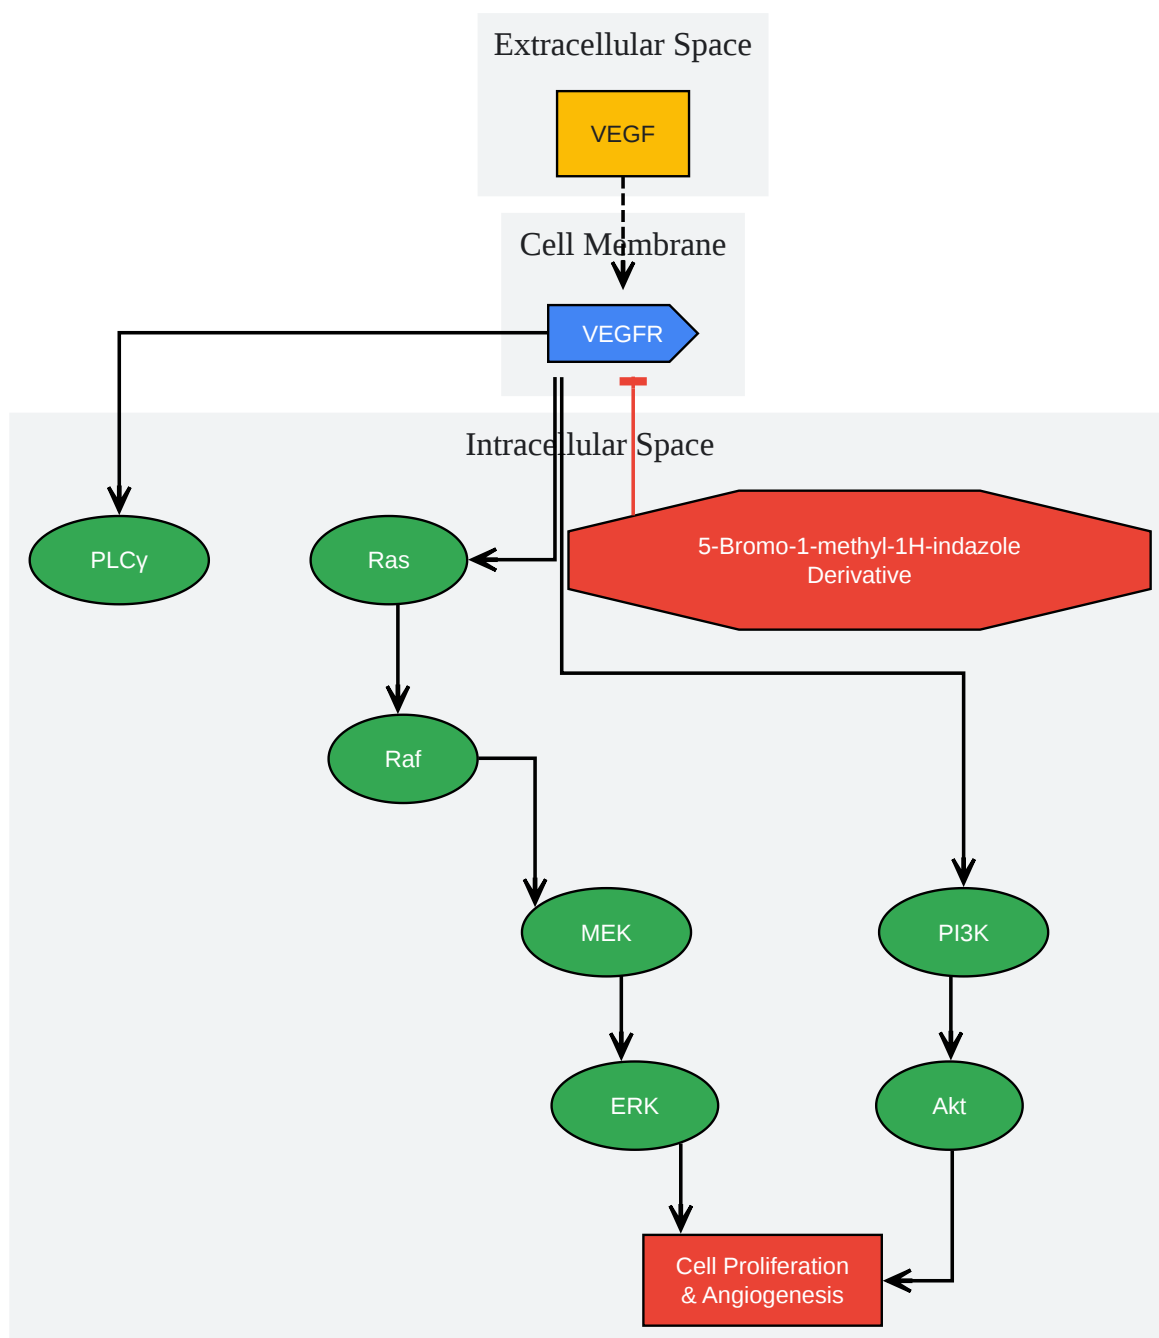 Extracellular Space
VEGF
Cell Membrane
VEGFR
Intracellular Space
PLCγ
Ras
5-Bromo-1-methyl-1H-indazole
Derivative
Raf
MEK
PI3K
ERK
Akt
Cell Proliferation
& Angiogenesis